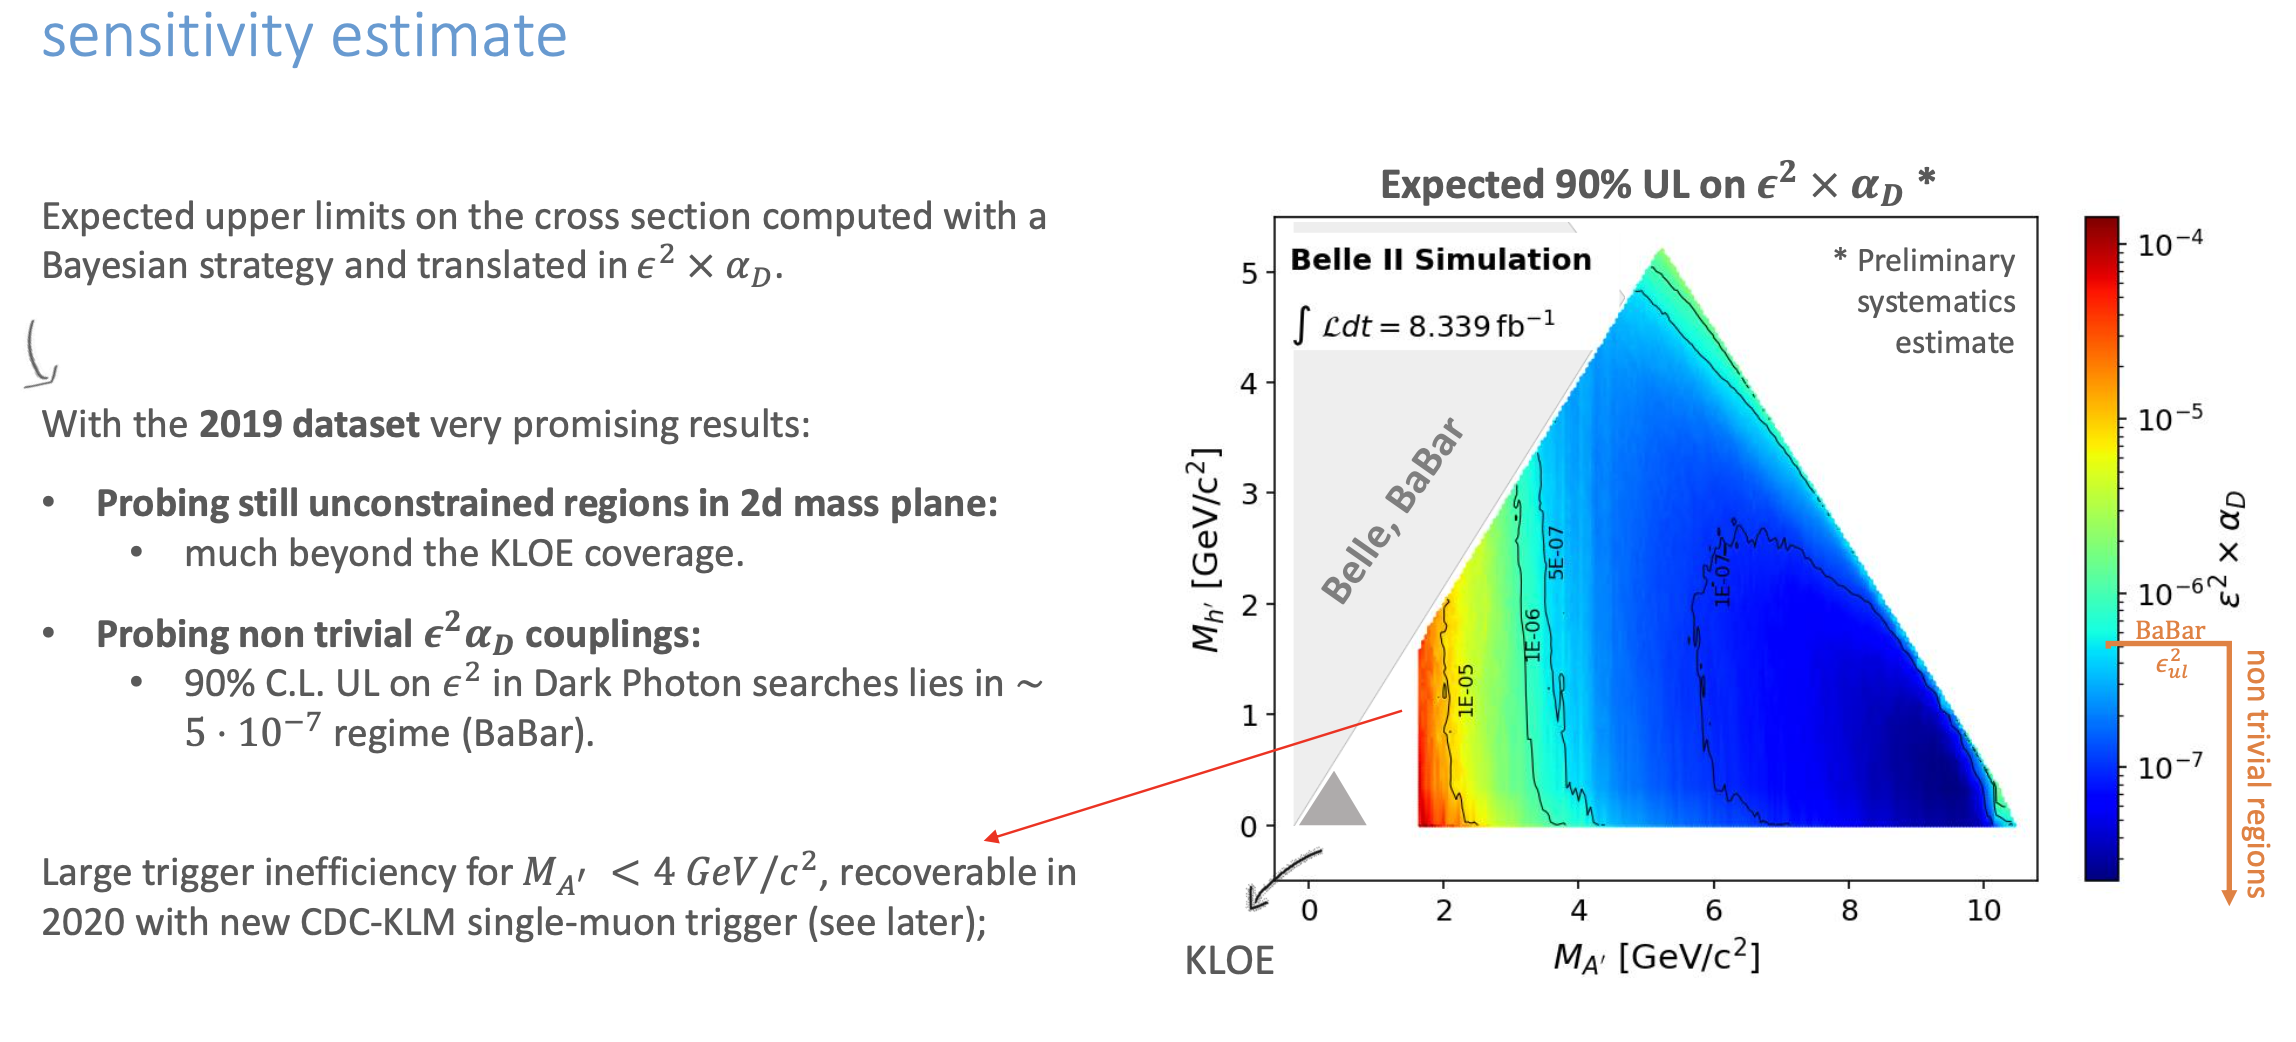 sensitivity estimate
Expected upper limits on the cross section computed with a
Bayesian strategy and translated in ϵ² × α_D.
With the 2019 dataset very promising results:
• Probing still unconstrained regions in 2d mass plane:
• much beyond the KLOE coverage.
• Probing non trivial ϵ²α_D couplings:
• 90% C.L. UL on ϵ² in Dark Photon searches lies in ~
5 · 10⁻⁷ regime (BaBar).
Large trigger inefficiency for M_A′ < 4 GeV/c², recoverable in
2020 with new CDC-KLM single-muon trigger (see later);
Expected 90% UL on ϵ² × α_D *
Belle II Simulation
∫ ℒdt = 8.339 fb⁻¹
* Preliminary
systematics
estimate
Belle, BaBar
1E-05
1E-06
5E-07
1E-07
M_h′ [GeV/c²]
5
4
3
2
1
0
0 2 4 6 8 10
M_A′ [GeV/c²]
KLOE
10⁻⁴
10⁻⁵
10⁻⁶
10⁻⁷
ε² × α_D
BaBar
ϵ²_ul
non trivial regions